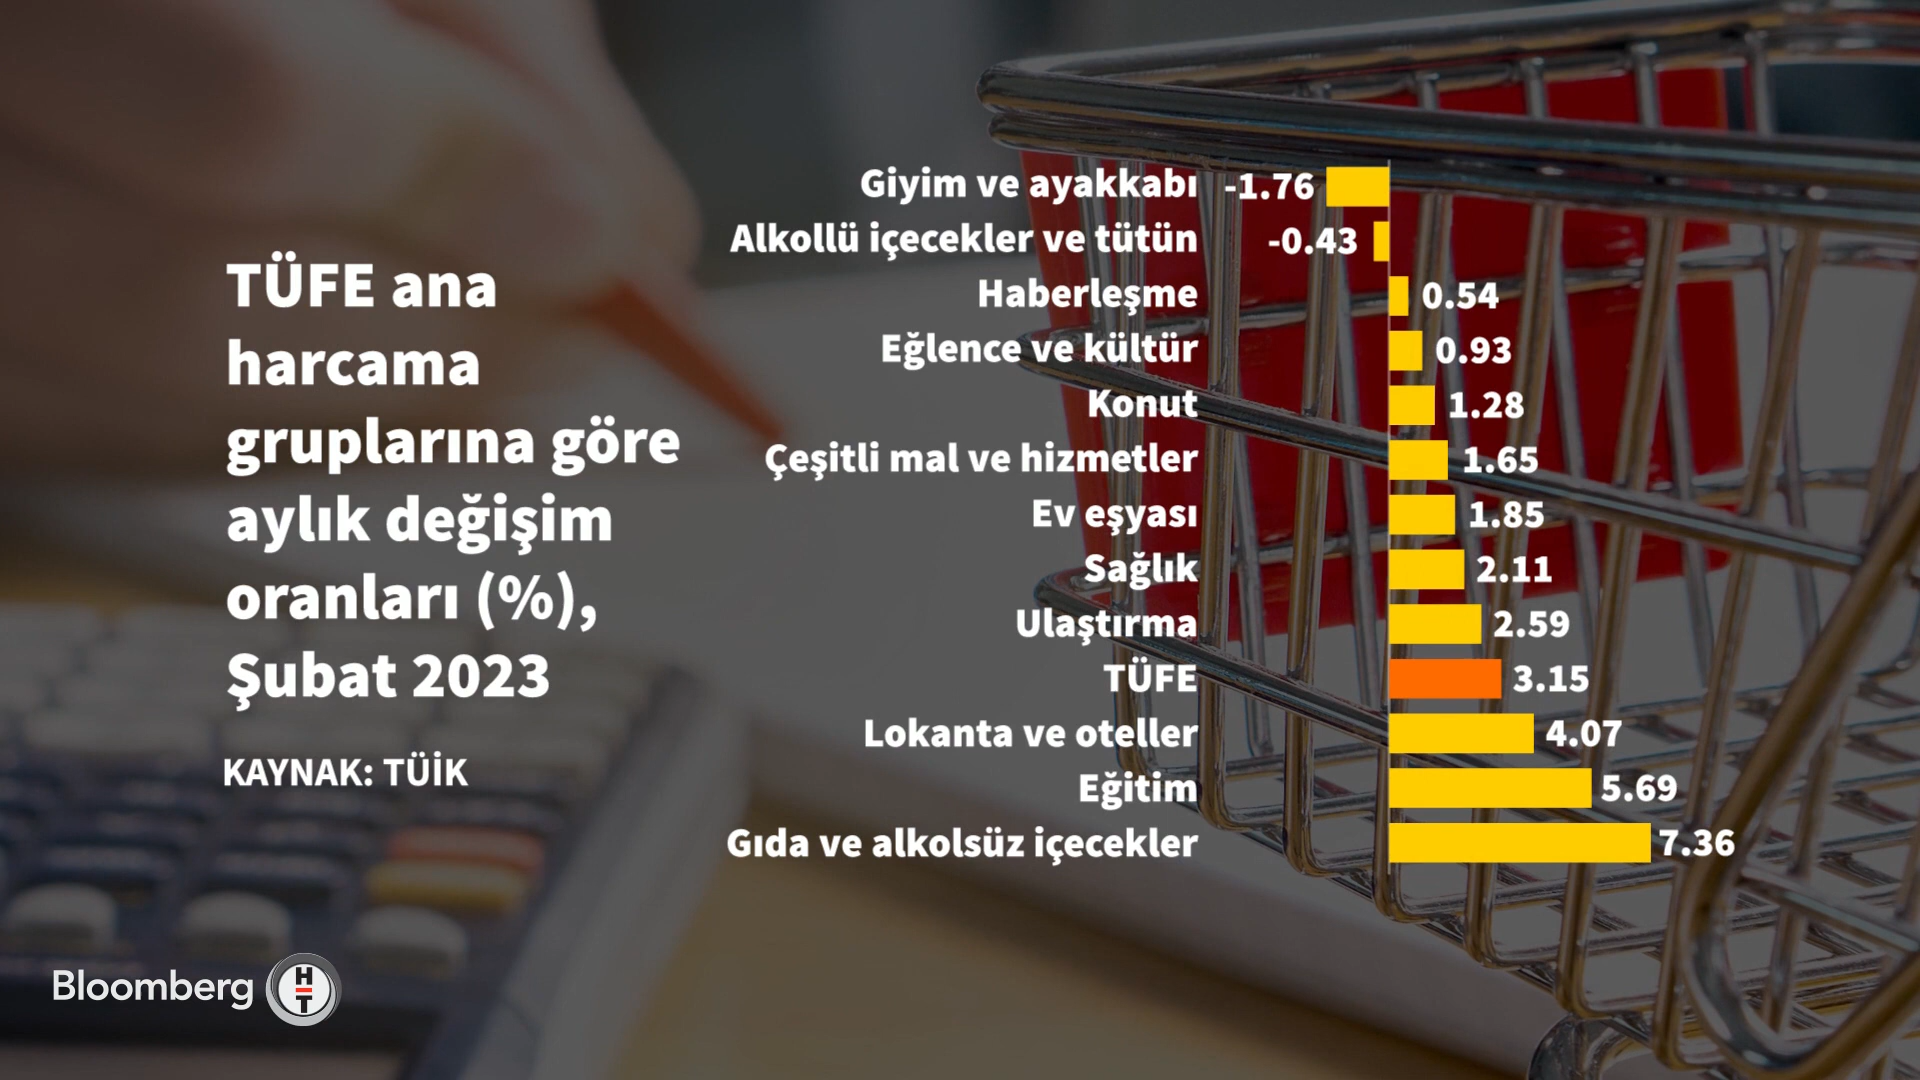 TÜFE ana
harcama
gruplarına göre
aylık değişim
oranları (%),
Şubat 2023
KAYNAK: TÜİK
Giyim ve ayakkabı -1.76
Alkollü içecekler ve tütün -0.43
Haberleşme 0.54
Eğlence ve kültür 0.93
Konut 1.28
Çeşitli mal ve hizmetler 1.65
Ev eşyası 1.85
Sağlık 2.11
Ulaştırma 2.59
TÜFE 3.15
Lokanta ve oteller 4.07
Eğitim 5.69
Gıda ve alkolsüz içecekler 7.36
Bloomberg HT